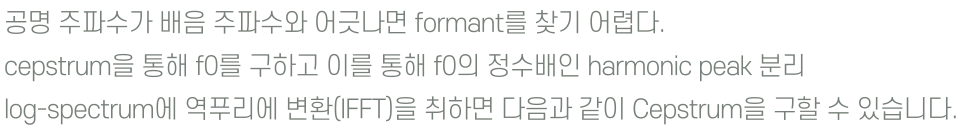 공명 주파수가 배음 주파수와 어긋나면 formant를 찾기 어렵다.
cepstrum을 통해 f0를 구하고 이를 통해 f0의 정수배인 harmonic peak 분리
log-spectrum에 역푸리에 변환(IFFT)을 취하면 다음과 같이 Cepstrum을 구할 수 있습니다.